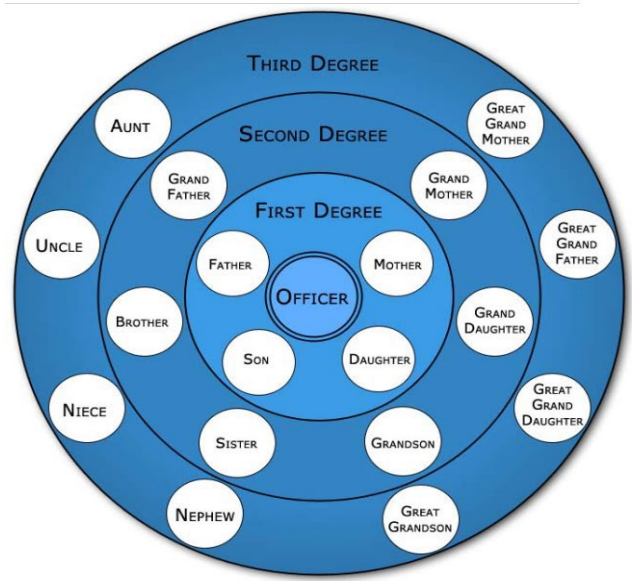 THIRD DEGREE
AUNT
GREAT
GRAND
MOTHER
SECOND DEGREE
GRAND
FATHER
GRAND
MOTHER
FIRST DEGREE
UNCLE
GREAT
GRAND
FATHER
FATHER
MOTHER
OFFICER
BROTHER
GRAND
DAUGHTER
SON
DAUGHTER
NIECE
GREAT
GRAND
DAUGHTER
SISTER
GRANDSON
NEPHEW
GREAT
GRANDSON